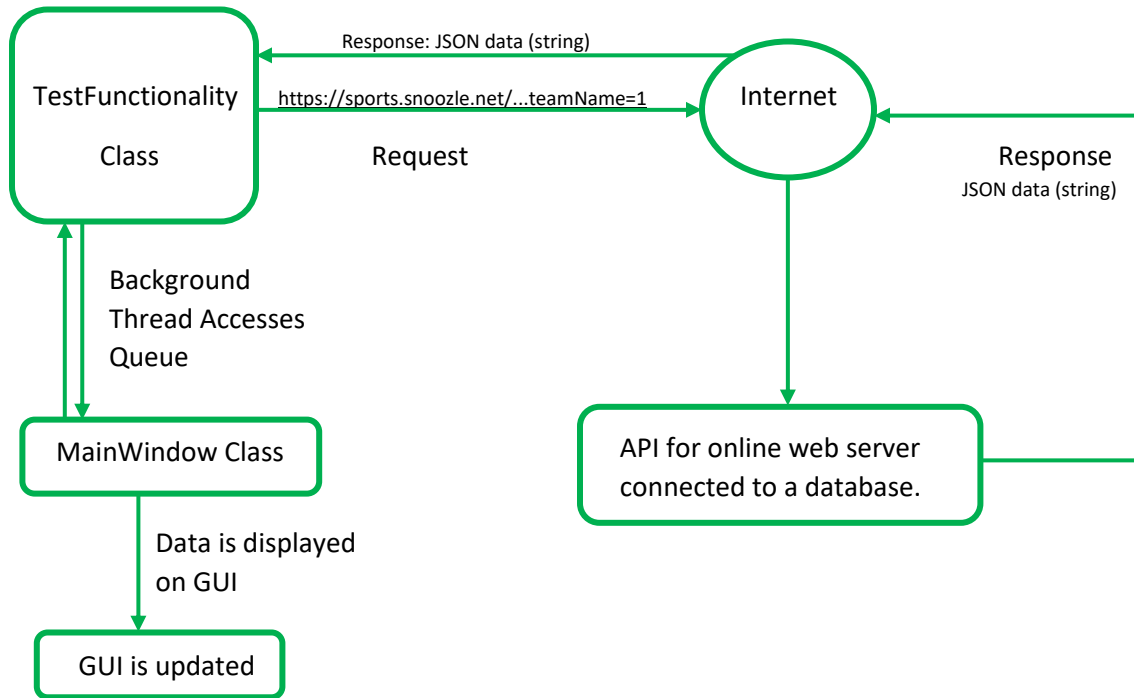 Response: JSON data (string)
TestFunctionality
Class
https://sports.snoozle.net/...teamName=1
Request
Internet
Response
JSON data (string)
Background
Thread Accesses
Queue
MainWindow Class
API for online web server
connected to a database.
Data is displayed
on GUI
GUI is updated